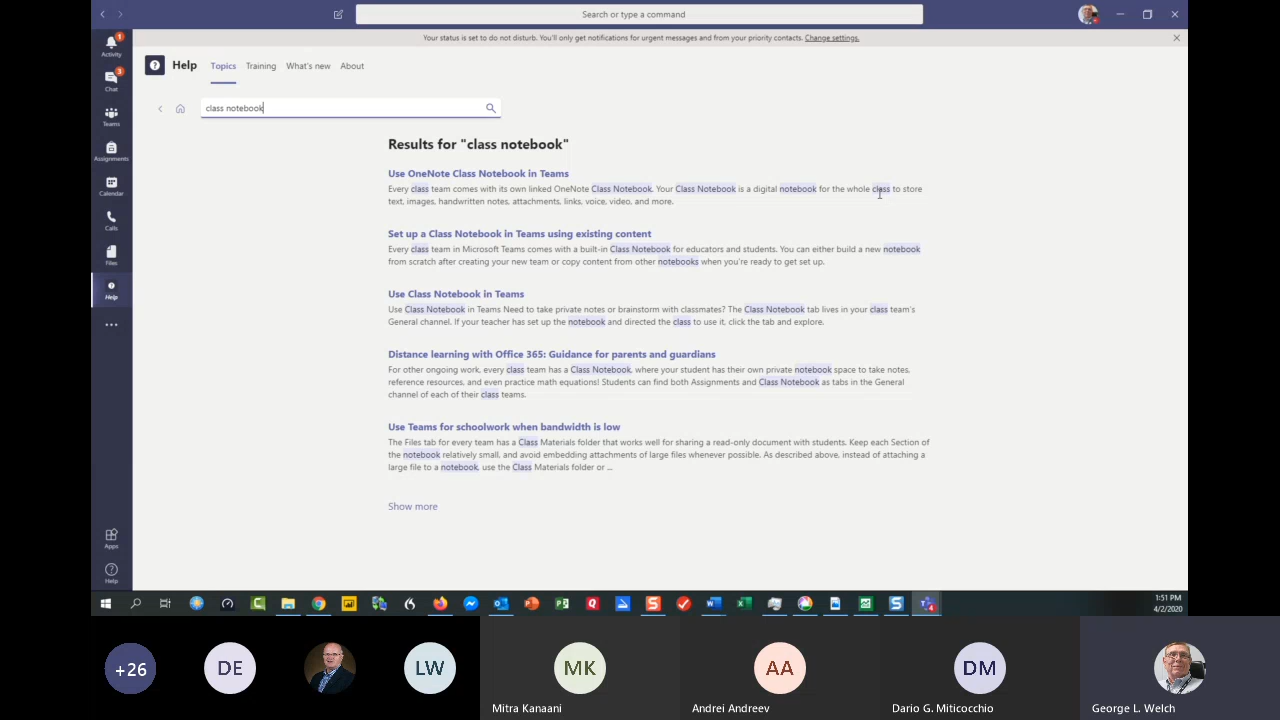 Search or type a command
Your status is set to do not disturb. You'll only get notifications for urgent messages and from your priority contacts. Change settings.
1
Activity
3
Chat
Teams
Assignments
Calendar
Calls
Files
Help
Apps
Help
Help
Topics
Training
What's new
About
class notebook
Results for "class notebook"
Use OneNote Class Notebook in Teams
Every class team comes with its own linked OneNote Class Notebook. Your Class Notebook is a digital notebook for the whole class to store
text, images, handwritten notes, attachments, links, voice, video, and more.
Set up a Class Notebook in Teams using existing content
Every class team in Microsoft Teams comes with a built-in Class Notebook for educators and students. You can either build a new notebook
from scratch after creating your new team or copy content from other notebooks when you're ready to get set up.
Use Class Notebook in Teams
Use Class Notebook in Teams Need to take private notes or brainstorm with classmates? The Class Notebook tab lives in your class team's
General channel. If your teacher has set up the notebook and directed the class to use it, click the tab and explore.
Distance learning with Office 365: Guidance for parents and guardians
For other ongoing work, every class team has a Class Notebook, where your student has their own private notebook space to take notes,
reference resources, and even practice math equations! Students can find both Assignments and Class Notebook as tabs in the General
channel of each of their class teams.
Use Teams for schoolwork when bandwidth is low
The Files tab for every team has a Class Materials folder that works well for sharing a read-only document with students. Keep each Section of
the notebook relatively small, and avoid embedding attachments of large files whenever possible. As described above, instead of attaching a
large file to a notebook, use the Class Materials folder or ...
Show more
1:51 PM
4/2/2020
+26
DE
LW
MK
AA
DM
Mitra Kanaani
Andrei Andreev
Dario G. Miticocchio
George L. Welch